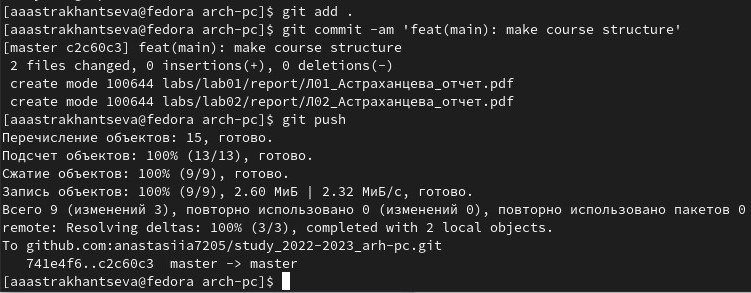 [aaastrakhantseva@fedora arch-pc]$ git add .
[aaastrakhantseva@fedora arch-pc]$ git commit -am 'feat(main): make course structure'
[master c2c60c3] feat(main): make course structure
 2 files changed, 0 insertions(+), 0 deletions(-)
 create mode 100644 labs/lab01/report/Л01_Астраханцева_отчет.pdf
 create mode 100644 labs/lab02/report/Л02_Астраханцева_отчет.pdf
[aaastrakhantseva@fedora arch-pc]$ git push
Перечисление объектов: 15, готово.
Подсчет объектов: 100% (13/13), готово.
Сжатие объектов: 100% (9/9), готово.
Запись объектов: 100% (9/9), 2.60 МиБ | 2.32 МиБ/с, готово.
Всего 9 (изменений 3), повторно использовано 0 (изменений 0), повторно использовано пакетов 0
remote: Resolving deltas: 100% (3/3), completed with 2 local objects.
To github.com:anastasiia7205/study_2022-2023_arh-pc.git
   741e4f6..c2c60c3  master -> master
[aaastrakhantseva@fedora arch-pc]$